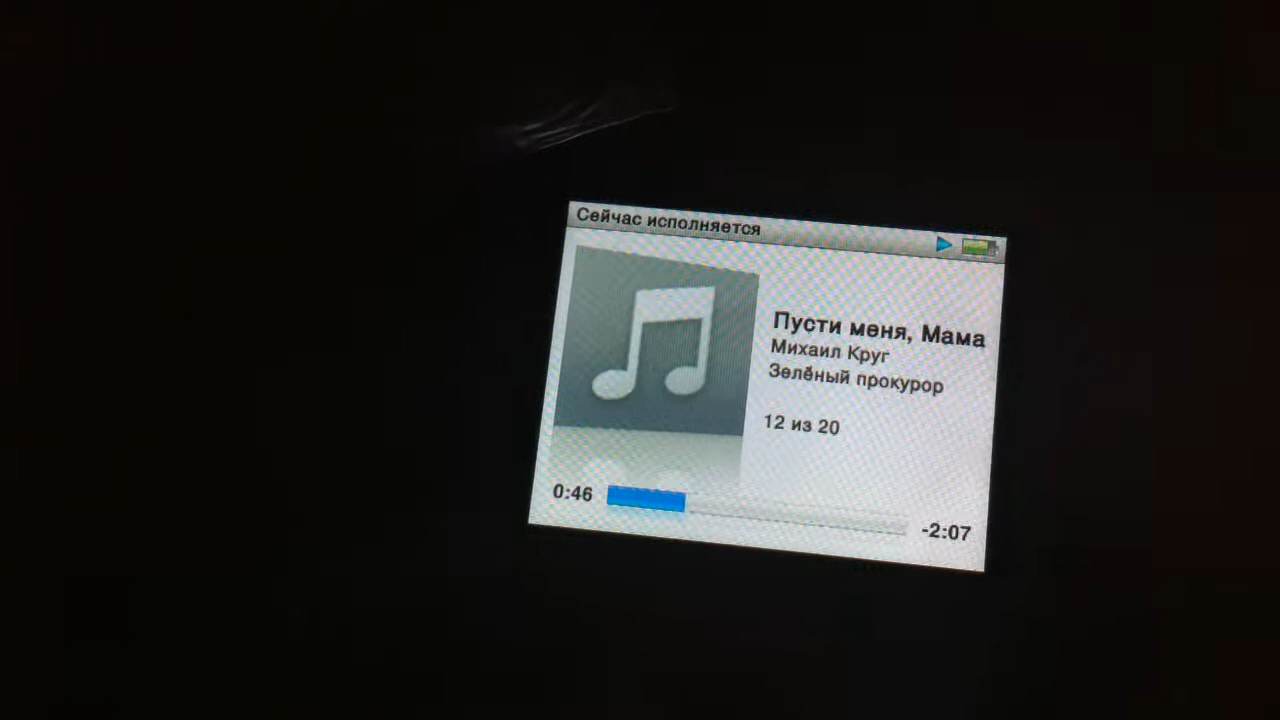 Сейчас исполняется
Пусти меня, Мама
Михаил Круг
Зелёный прокурор
12 из 20
0:46
-2:07